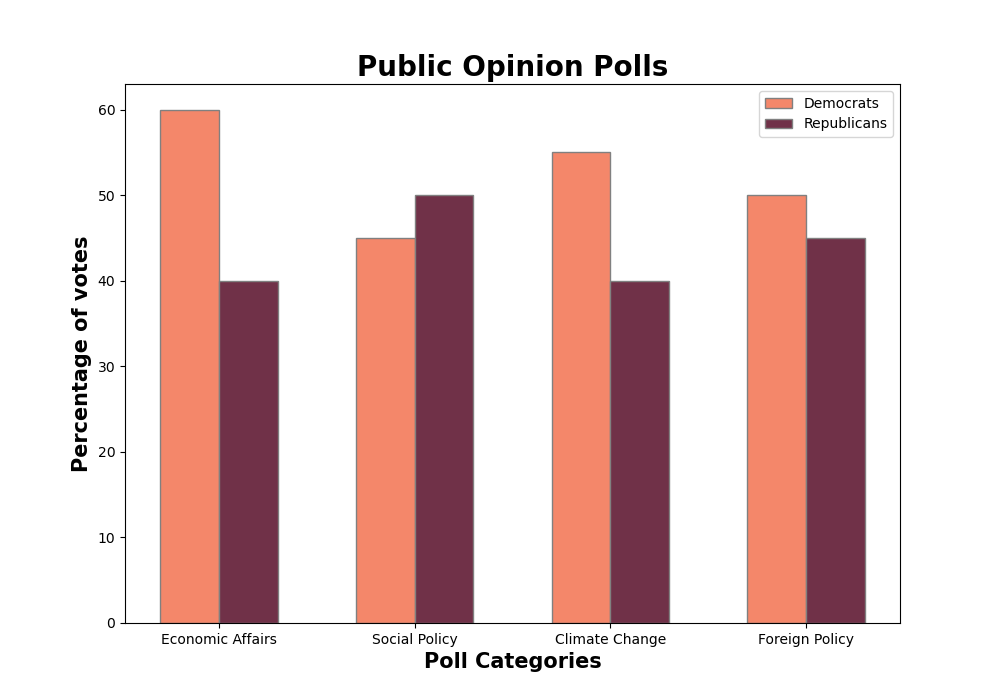 Public Opinion Polls
Democrats
Republicans
60
50
40
30
20
10
0
Percentage of votes
Economic Affairs
Social Policy
Climate Change
Foreign Policy
Poll Categories